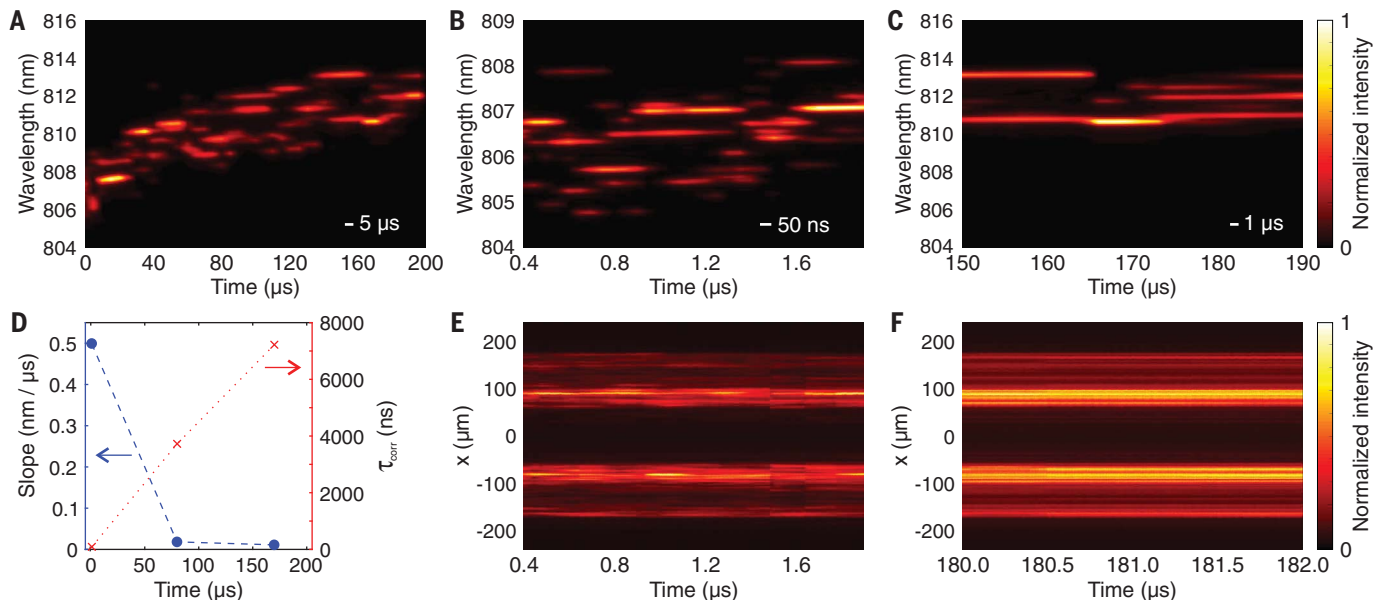 A
816
814
812
810
808
806
804
Wavelength (nm)
0 40 80 120 160 200
Time (µs)
5 µs
B
809
808
807
806
805
804
Wavelength (nm)
0.4 0.8 1.2 1.6
Time (µs)
50 ns
C
816
814
812
810
808
806
804
Wavelength (nm)
150 160 170 180 190
Time (µs)
1 µs
1
0
Normalized intensity
D
0.5
0.4
0.3
0.2
0.1
0
Slope (nm / µs)
0 50 100 150 200
Time (µs)
8000
6000
4000
2000
0
τcorr (ns)
E
200
100
0
-100
-200
x (µm)
0.4 0.8 1.2 1.6
Time (µs)
F
200
100
0
-100
-200
x (µm)
180.0 180.5 181.0 181.5 182.0
Time (µs)
1
0
Normalized intensity